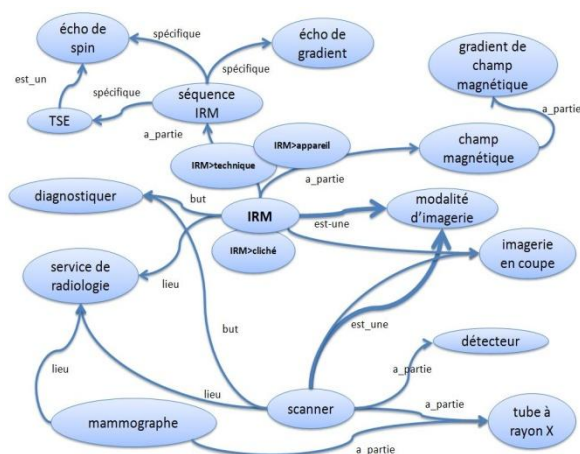 écho de
spin
écho de
gradient
gradient de
champ
magnétique
spécifique
spécifique
est_un
spécifique
séquence
IRM
TSE
a_partie
a_partie
IRM>appareil
IRM>technique
champ
magnétique
a_partie
diagnostiquer
but
IRM
est-une
modalité
d'imagerie
IRM>cliché
imagerie
en coupe
service de
radiologie
lieu
but
est_une
détecteur
a_partie
lieu
lieu
scanner
a_partie
tube à
rayon X
mammographe
a_partie